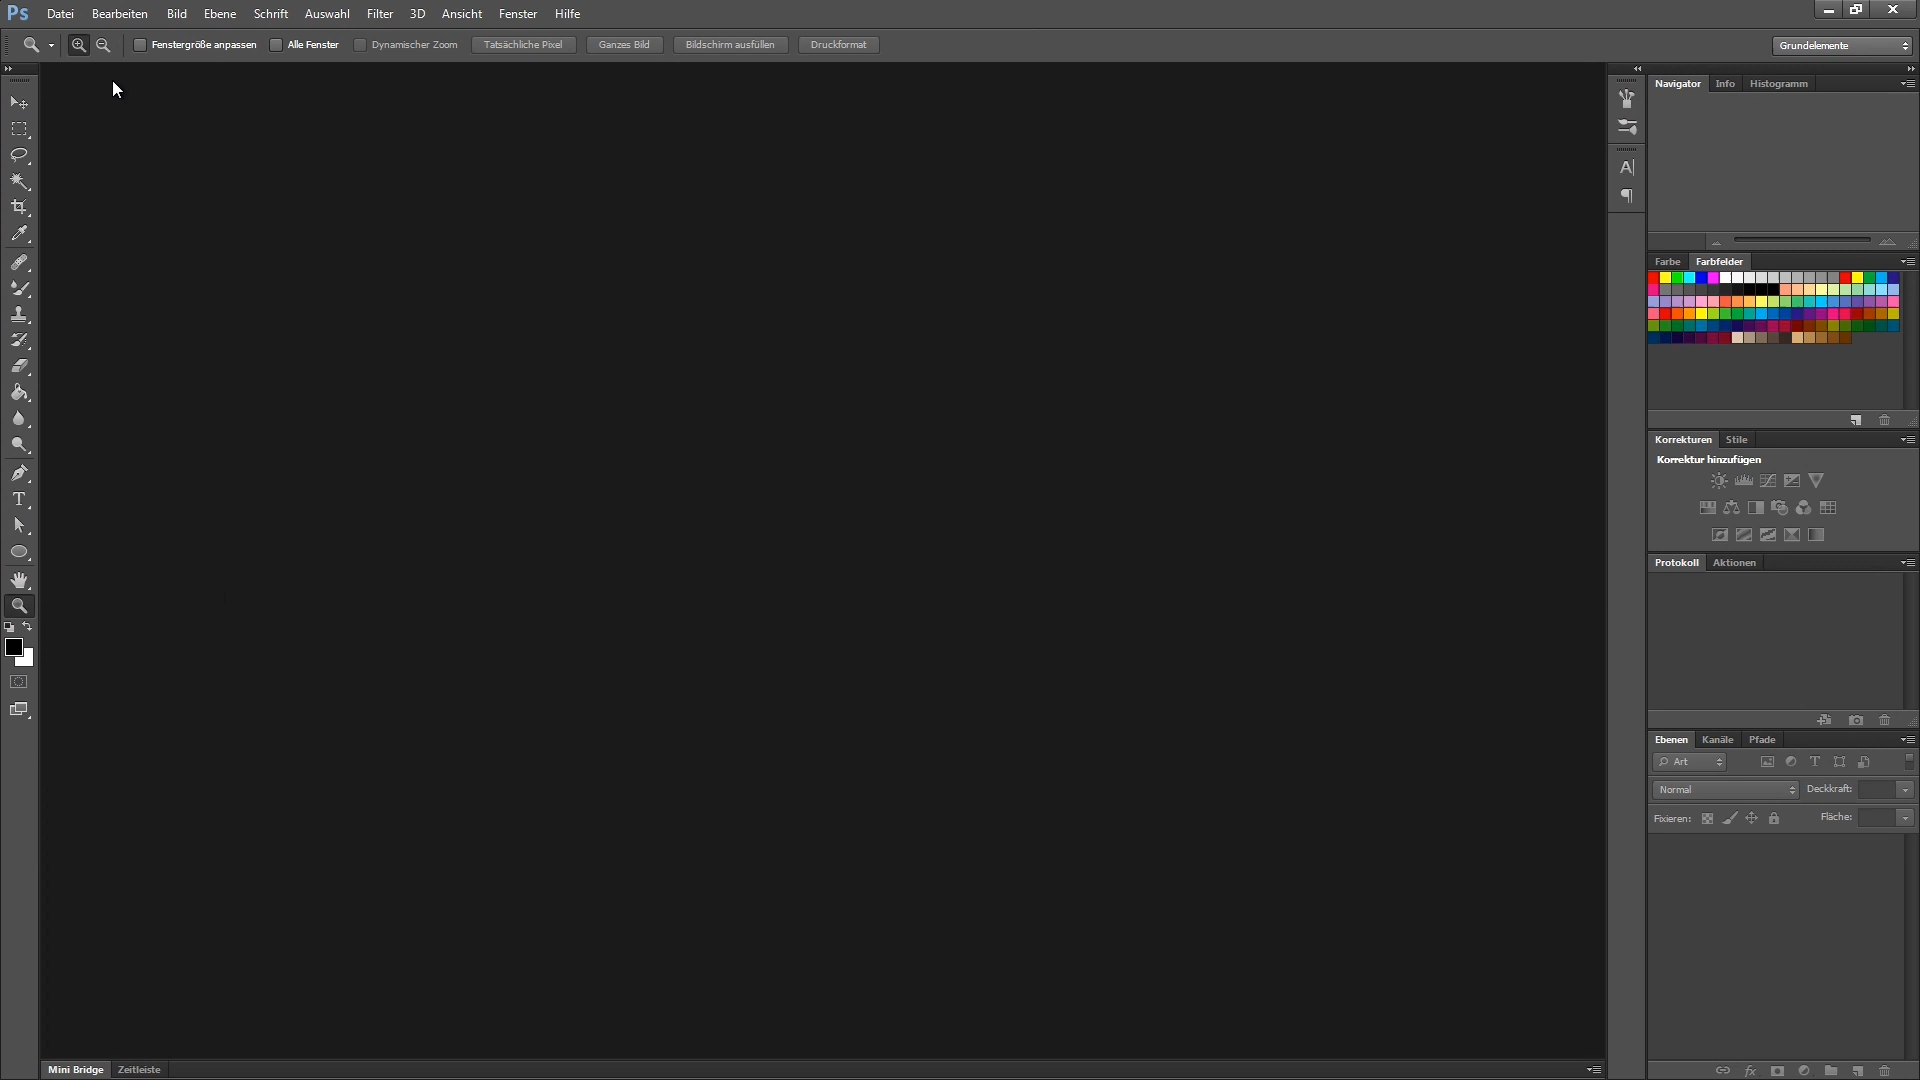 Ps Datei Bearbeiten Bild Ebene Schrift Auswahl Filter 3D Ansicht Fenster Hilfe
Fenstergröße anpassen Alle Fenster Dynamischer Zoom Tatsächliche Pixel Ganzes Bild Bildschirm ausfüllen Druckformat Grundelemente
Navigator Info Histogramm
Farbe Farbfelder
Korrekturen Stile
Korrektur hinzufügen
Protokoll Aktionen
Ebenen Kanäle Pfade
Art
Normal Deckkraft:
Fixieren: Fläche:
Mini Bridge Zeitleiste